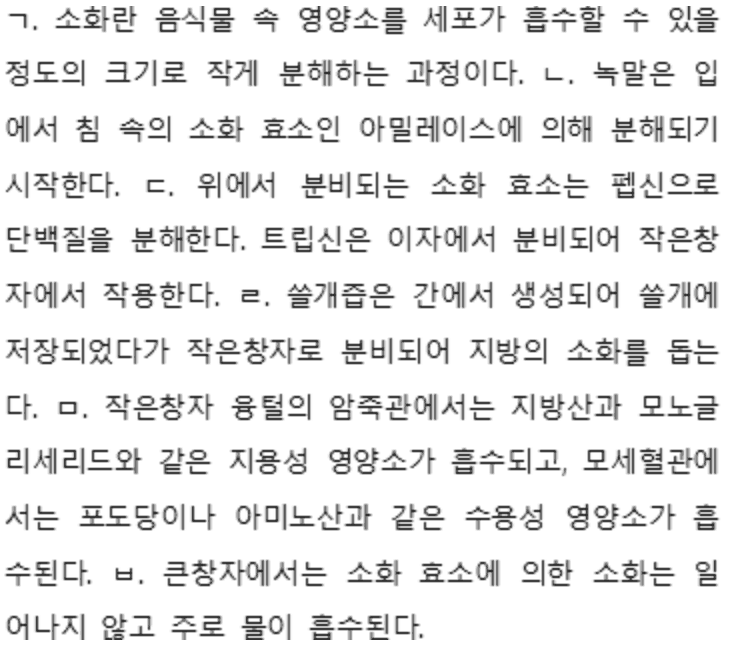 ㄱ. 소화란 음식물 속 영양소를 세포가 흡수할 수 있을
정도의 크기로 작게 분해하는 과정이다. ㄴ. 녹말은 입
에서 침 속의 소화 효소인 아밀레이스에 의해 분해되기
시작한다. ㄷ. 위에서 분비되는 소화 효소는 펩신으로
단백질을 분해한다. 트립신은 이자에서 분비되어 작은창
자에서 작용한다. ㄹ. 쓸개즙은 간에서 생성되어 쓸개에
저장되었다가 작은창자로 분비되어 지방의 소화를 돕는
다. ㅁ. 작은창자 융털의 암죽관에서는 지방산과 모노글
리세리드와 같은 지용성 영양소가 흡수되고, 모세혈관에
서는 포도당이나 아미노산과 같은 수용성 영양소가 흡
수된다. ㅂ. 큰창자에서는 소화 효소에 의한 소화는 일
어나지 않고 주로 물이 흡수된다.